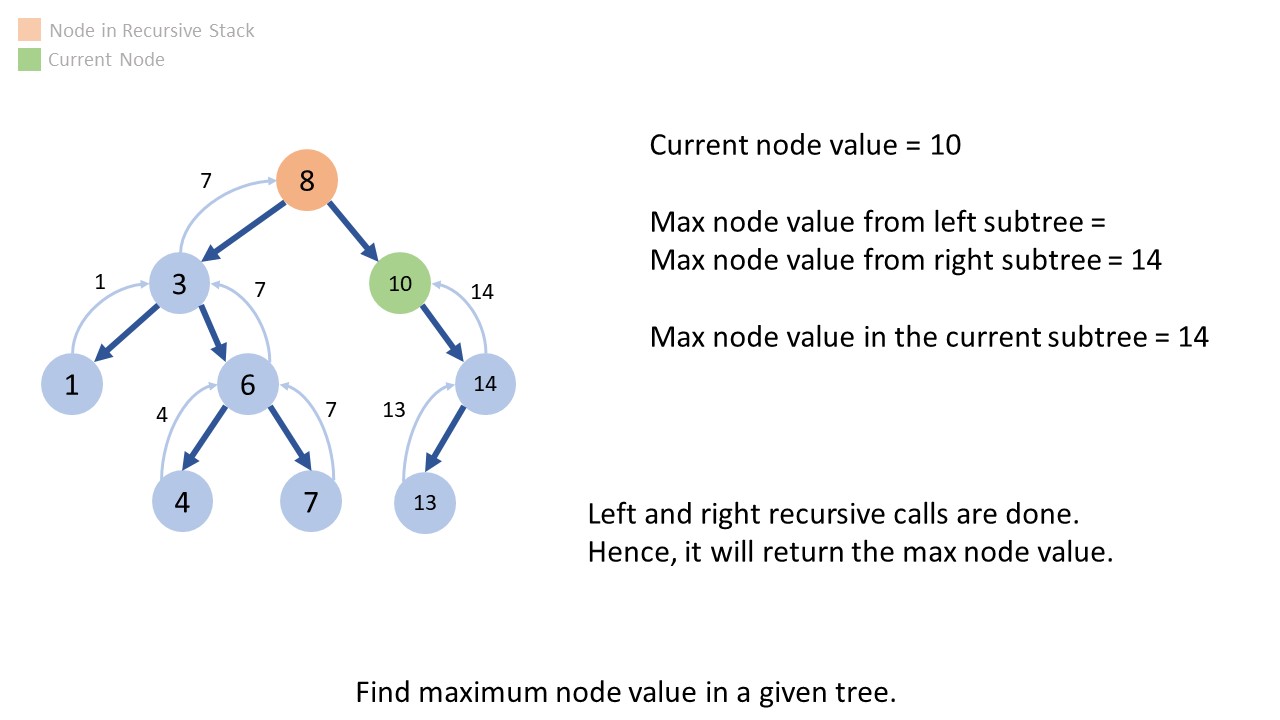 Node in Recursive Stack
Current Node
Current node value = 10
Max node value from left subtree =
Max node value from right subtree = 14
Max node value in the current subtree = 14
7
8
1
3
7
10
14
1
6
14
4
7
13
4
7
13
Left and right recursive calls are done.
Hence, it will return the max node value.
Find maximum node value in a given tree.